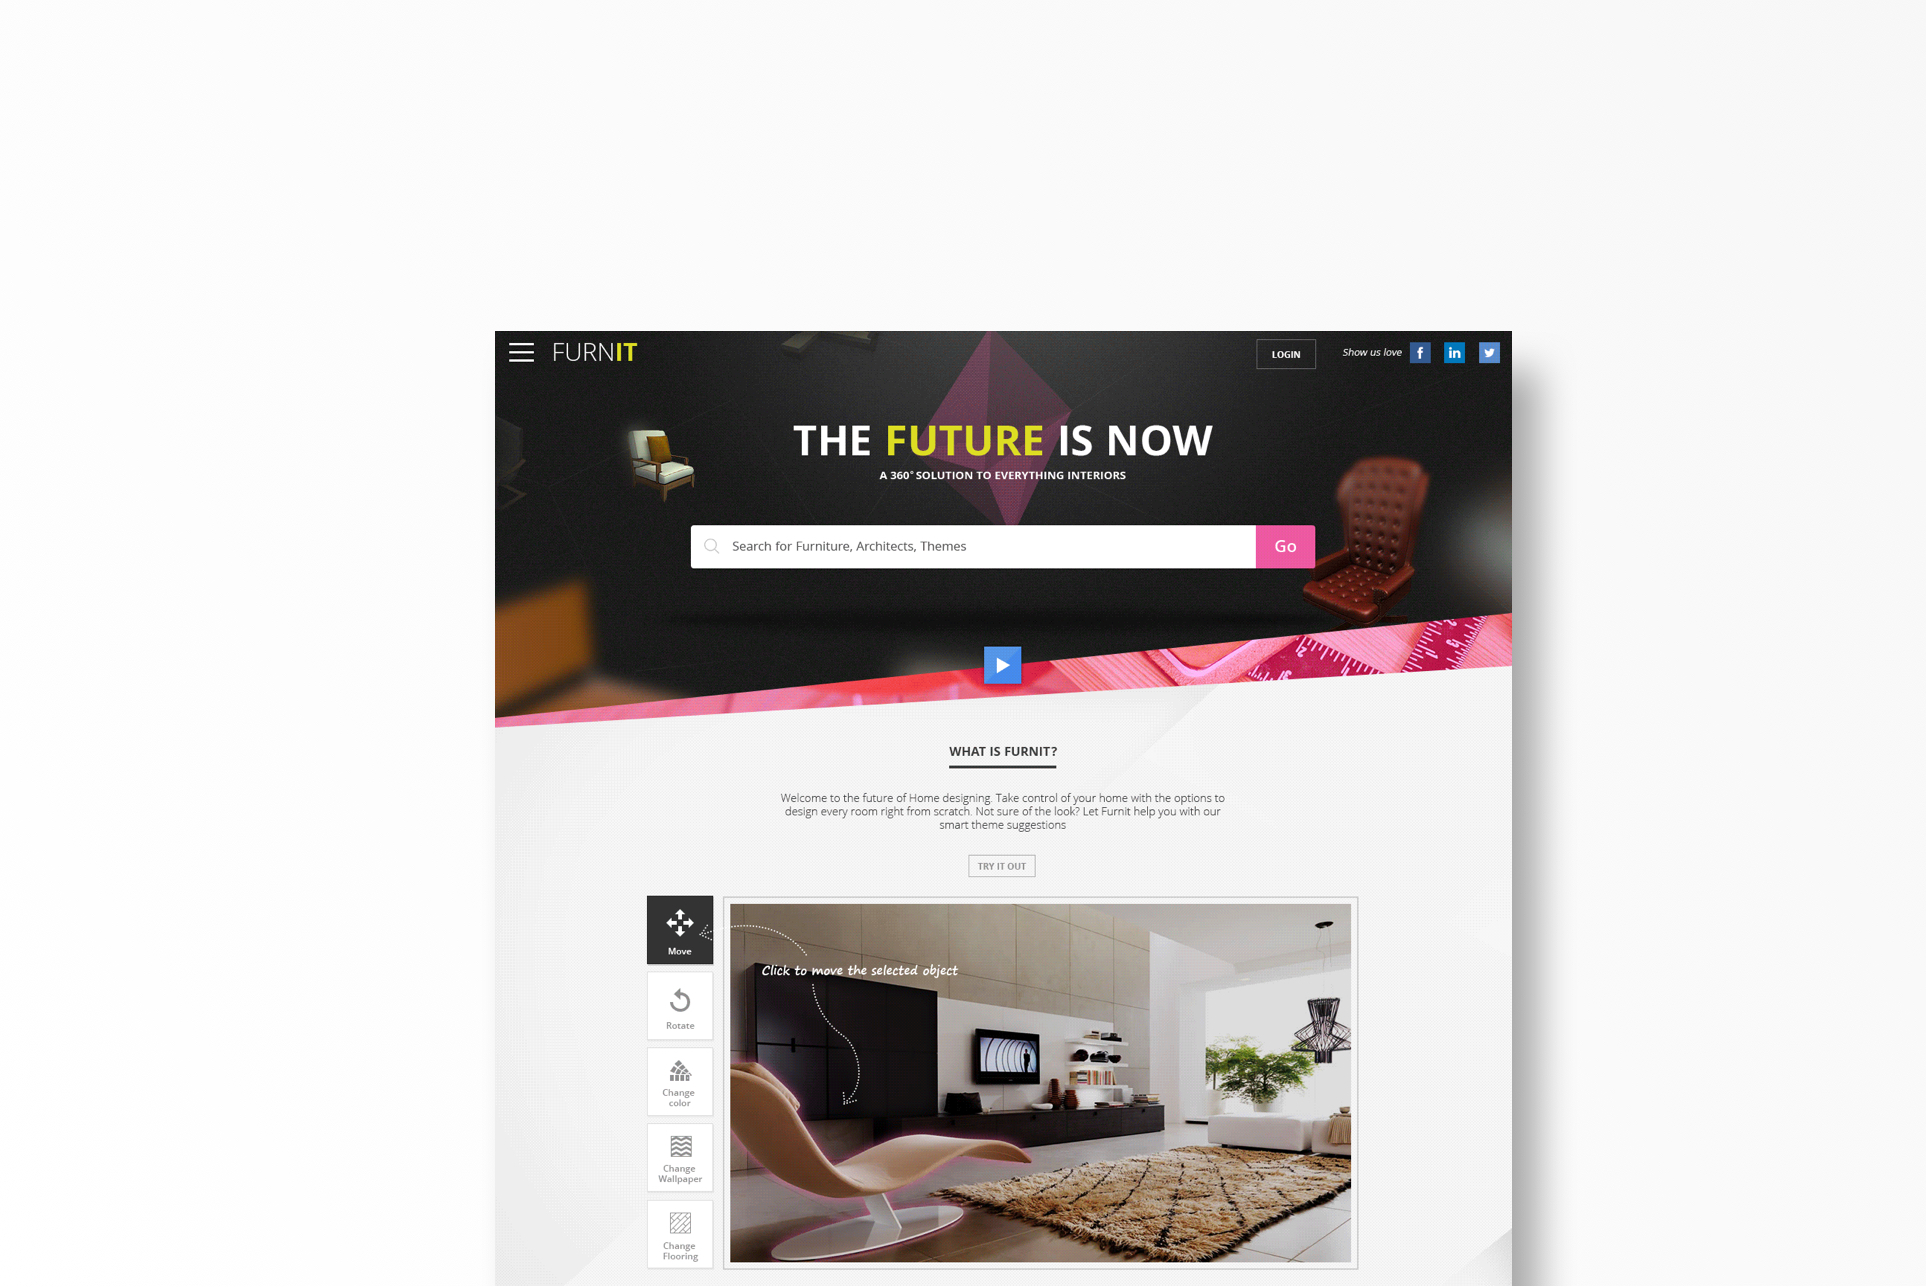 FURNIT
LOGIN
Show us love
THE FUTURE IS NOW
A 360° SOLUTION TO EVERYTHING INTERIORS
Search for Furniture, Architects, Themes
Go
WHAT IS FURNIT?
Welcome to the future of Home designing. Take control of your home with the options to
design every room right from scratch. Not sure of the look? Let Furnit help you with our
smart theme suggestions
TRY IT OUT
Move
Click to move the selected object
Rotate
Change
color
Change
Wallpaper
Change
Flooring